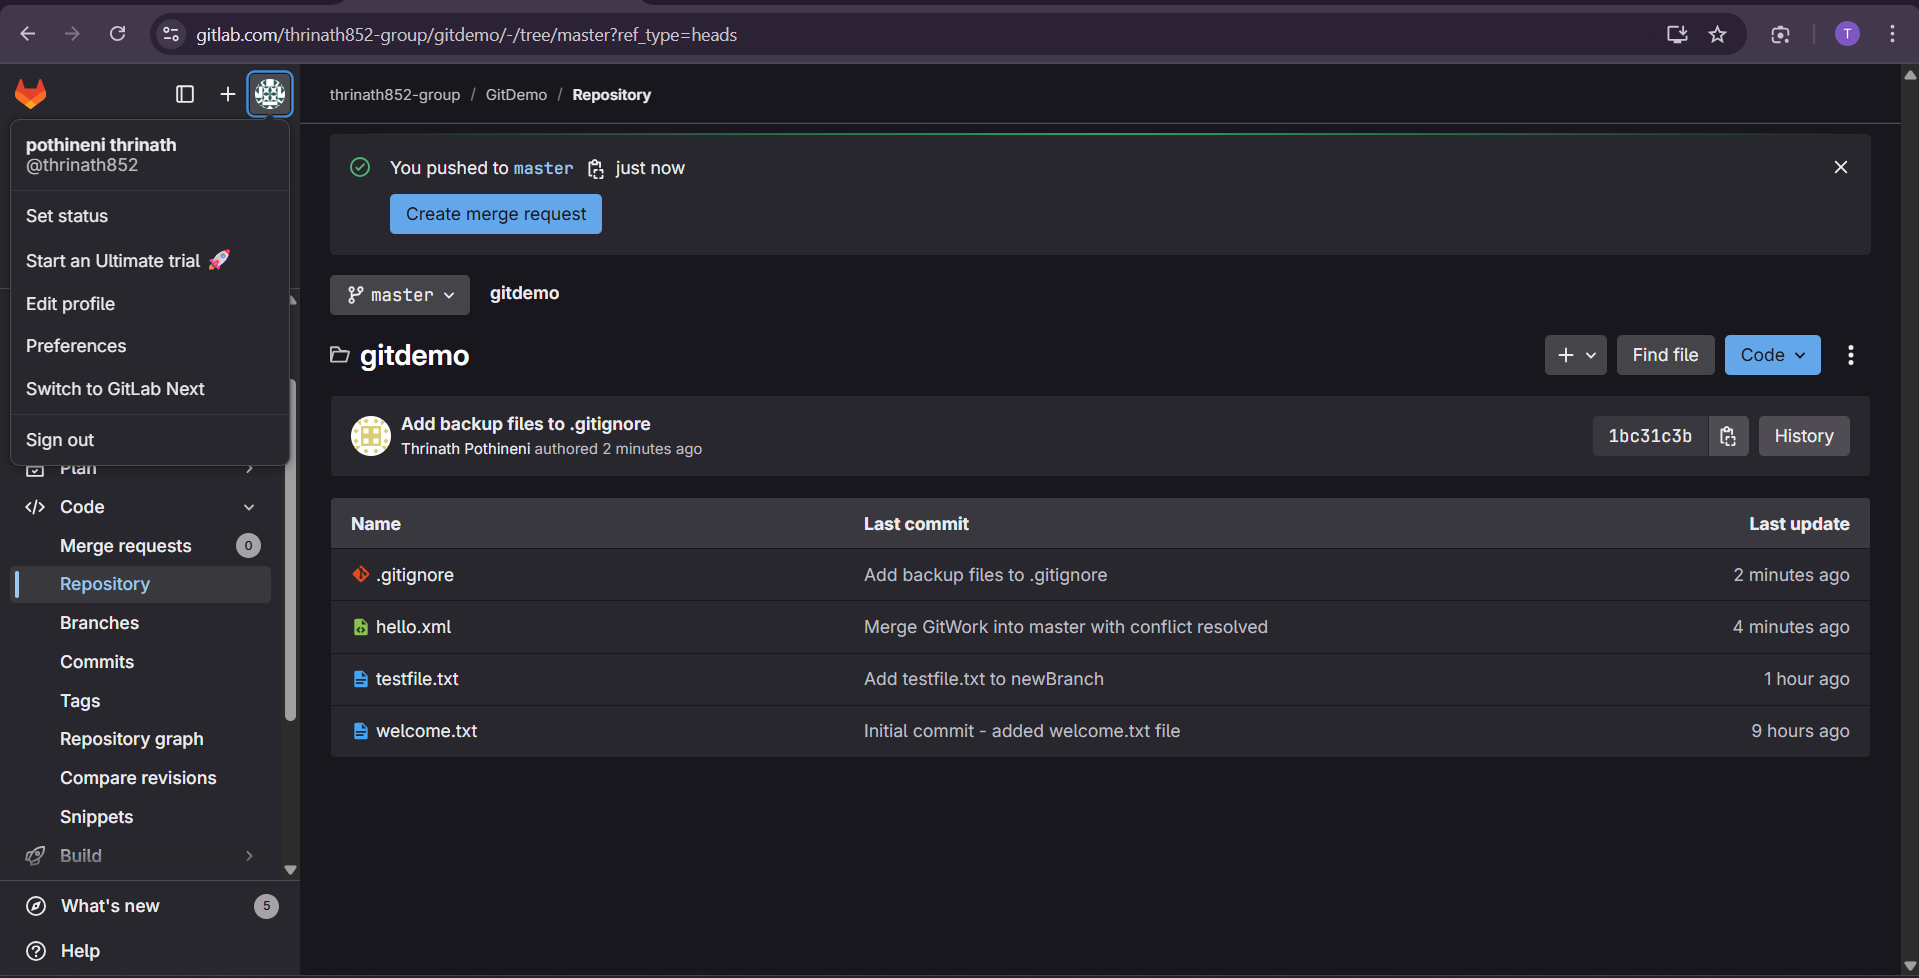 gitlab.com/thrinath852-group/gitdemo/-/tree/master?ref_type=heads
T
thrinath852-group / GitDemo / Repository
pothineni thrinath
@thrinath852
Set status
Start an Ultimate trial 🚀
Edit profile
Preferences
Switch to GitLab Next
Sign out
Plan
Code
Merge requests 0
Repository
Branches
Commits
Tags
Repository graph
Compare revisions
Snippets
Build
What's new 5
Help
You pushed to master just now
Create merge request
master gitdemo
gitdemo
Find file Code
Add backup files to .gitignore
Thrinath Pothineni authored 2 minutes ago
1bc31c3b History
Name Last commit Last update
.gitignore Add backup files to .gitignore 2 minutes ago
hello.xml Merge GitWork into master with conflict resolved 4 minutes ago
testfile.txt Add testfile.txt to newBranch 1 hour ago
welcome.txt Initial commit - added welcome.txt file 9 hours ago